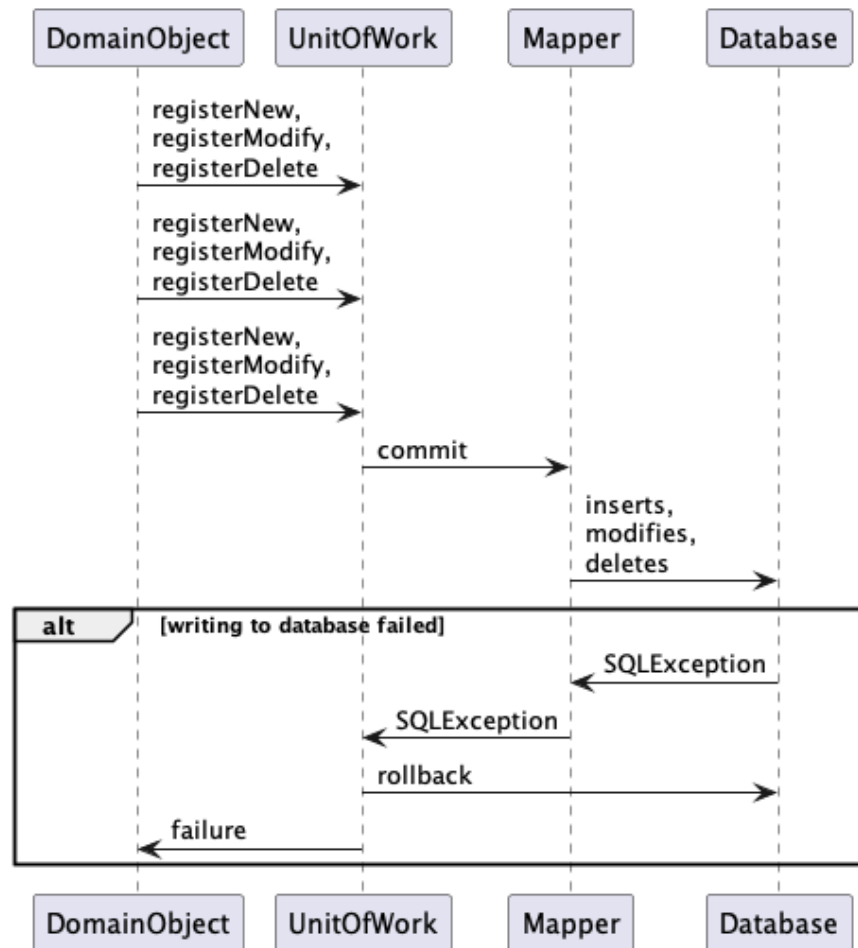 DomainObject UnitOfWork Mapper Database
registerNew,
registerModify,
registerDelete
registerNew,
registerModify,
registerDelete
registerNew,
registerModify,
registerDelete
commit
inserts,
modifies,
deletes
alt [writing to database failed]
SQLException
SQLException
rollback
failure
DomainObject UnitOfWork Mapper Database